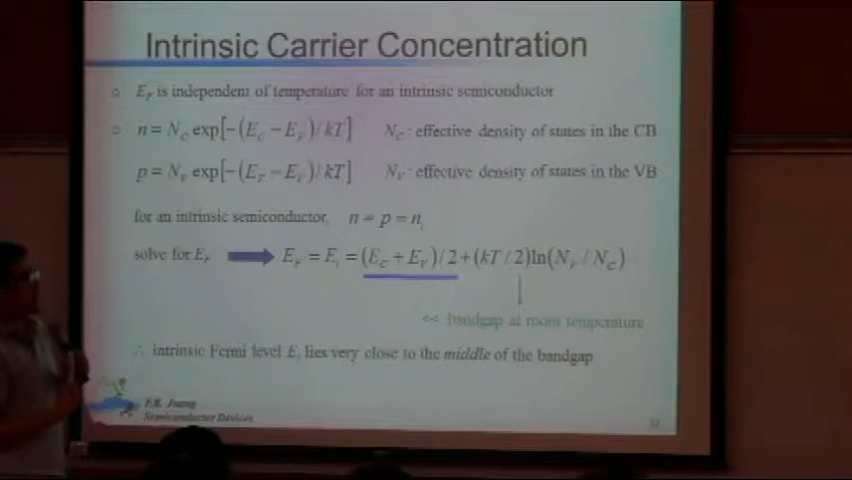 Intrinsic Carrier Concentration
E_F is independent of temperature for an intrinsic semiconductor
n = N_C exp[-(E_C - E_F)/kT] N_C : effective density of states in the CB
p = N_V exp[-(E_F - E_V)/kT] N_V : effective density of states in the VB
for an intrinsic semiconductor, n = p = n_i
solve for E_F E_F = E_i = (E_C + E_V)/2 + (kT/2)ln(N_V/N_C)
<< bandgap at room temperature
∴ intrinsic Fermi level E_i lies very close to the middle of the bandgap
F.R. Juang
Semiconductor Devices